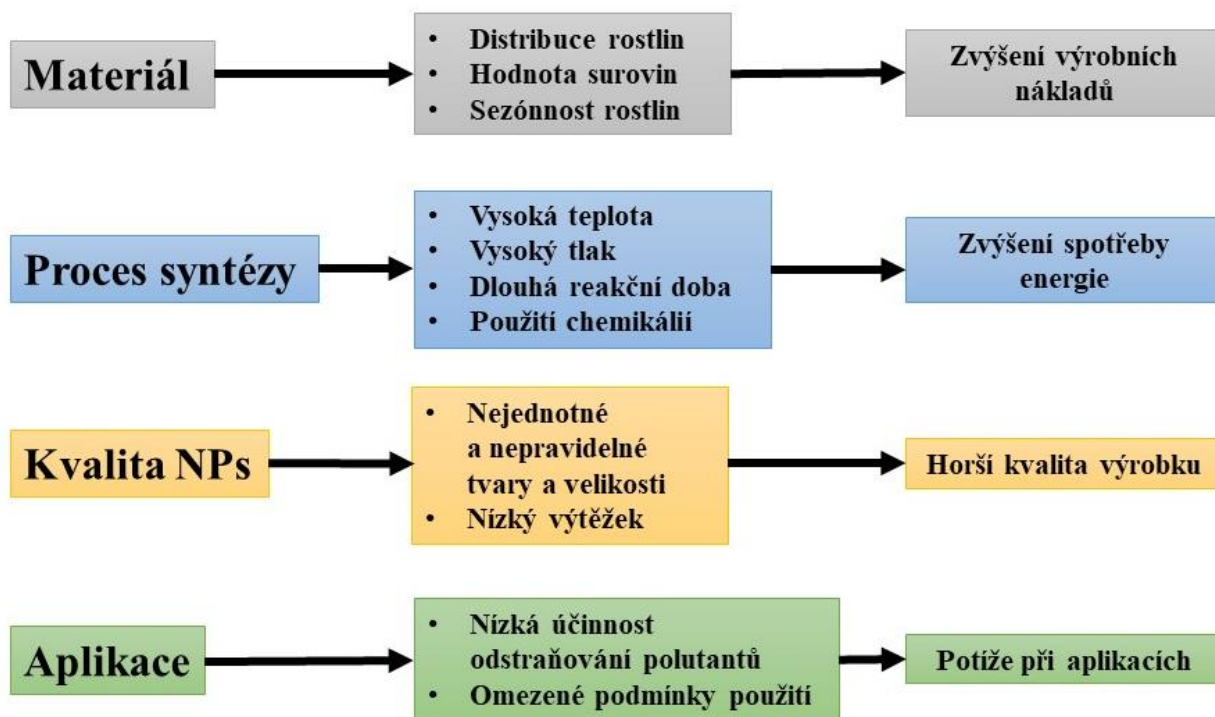 Materiál
• Distribuce rostlin
• Hodnota surovin
• Sezónnost rostlin
Zvýšení výrobních
nákladů
Proces syntézy
• Vysoká teplota
• Vysoký tlak
• Dlouhá reakční doba
• Použití chemikálií
Zvýšení spotřeby
energie
Kvalita NPs
• Nejednotné
a nepravidelné
tvary a velikosti
• Nízký výtěžek
Horší kvalita výrobku
Aplikace
• Nízká účinnost
odstraňování polutantů
• Omezené podmínky použití
Potíže při aplikacích